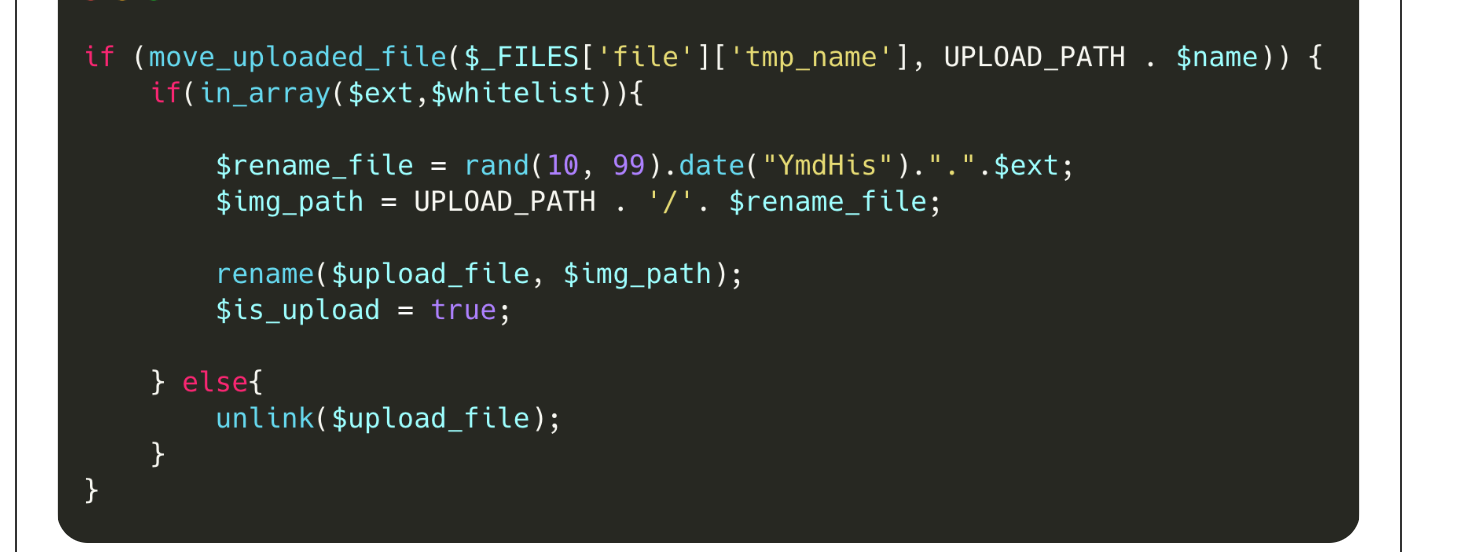 if (move_uploaded_file($_FILES['file']['tmp_name'], UPLOAD_PATH . $name)) {
if(in_array($ext,$whitelist)){
$rename_file = rand(10, 99).date("YmdHis").".".$ext;
$img_path = UPLOAD_PATH . '/'. $rename_file;
rename($upload_file, $img_path);
$is_upload = true;
} else{
unlink($upload_file);
}
}